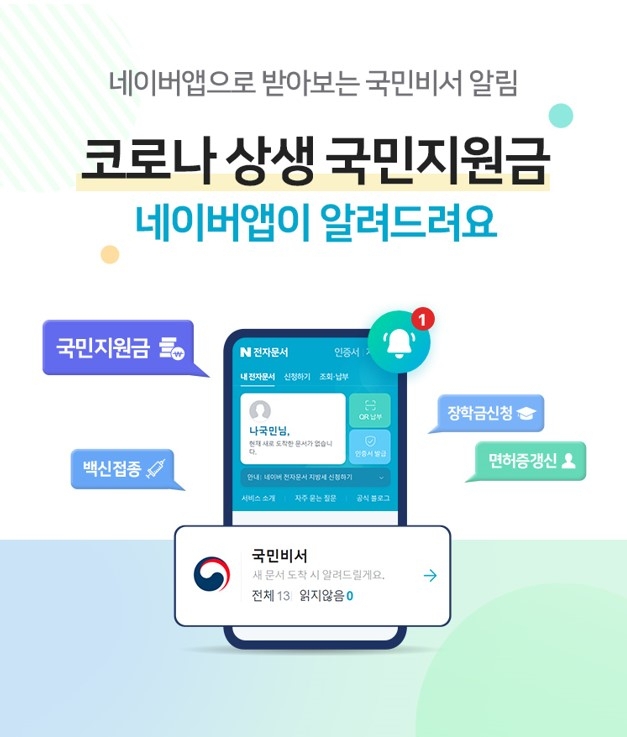 네이버앱으로 받아보는 국민비서 알림
코로나 상생 국민지원금
네이버앱이 알려드려요
1
국민지원금
N 전자문서 인증서
내 전자문서 신청하기 조회·납부
나국민님,
현재 새로 도착한 문서가 없습니
다.
QR 납부
인증서 발급
장학금신청
백신접종
면허증갱신
안내 네이버 전자문서 지방세 신청하기
서비스 소개 자주 묻는 질문 공식 블로그
국민비서
새 문서 도착 시 알려드릴게요.
전체 13 읽지않음 0